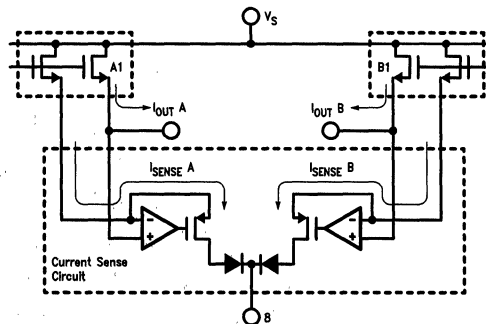 VS
A1
B1
IOUT A
IOUT B
ISENSE A
ISENSE B
−
+
−
+
Current Sense
Circuit
8